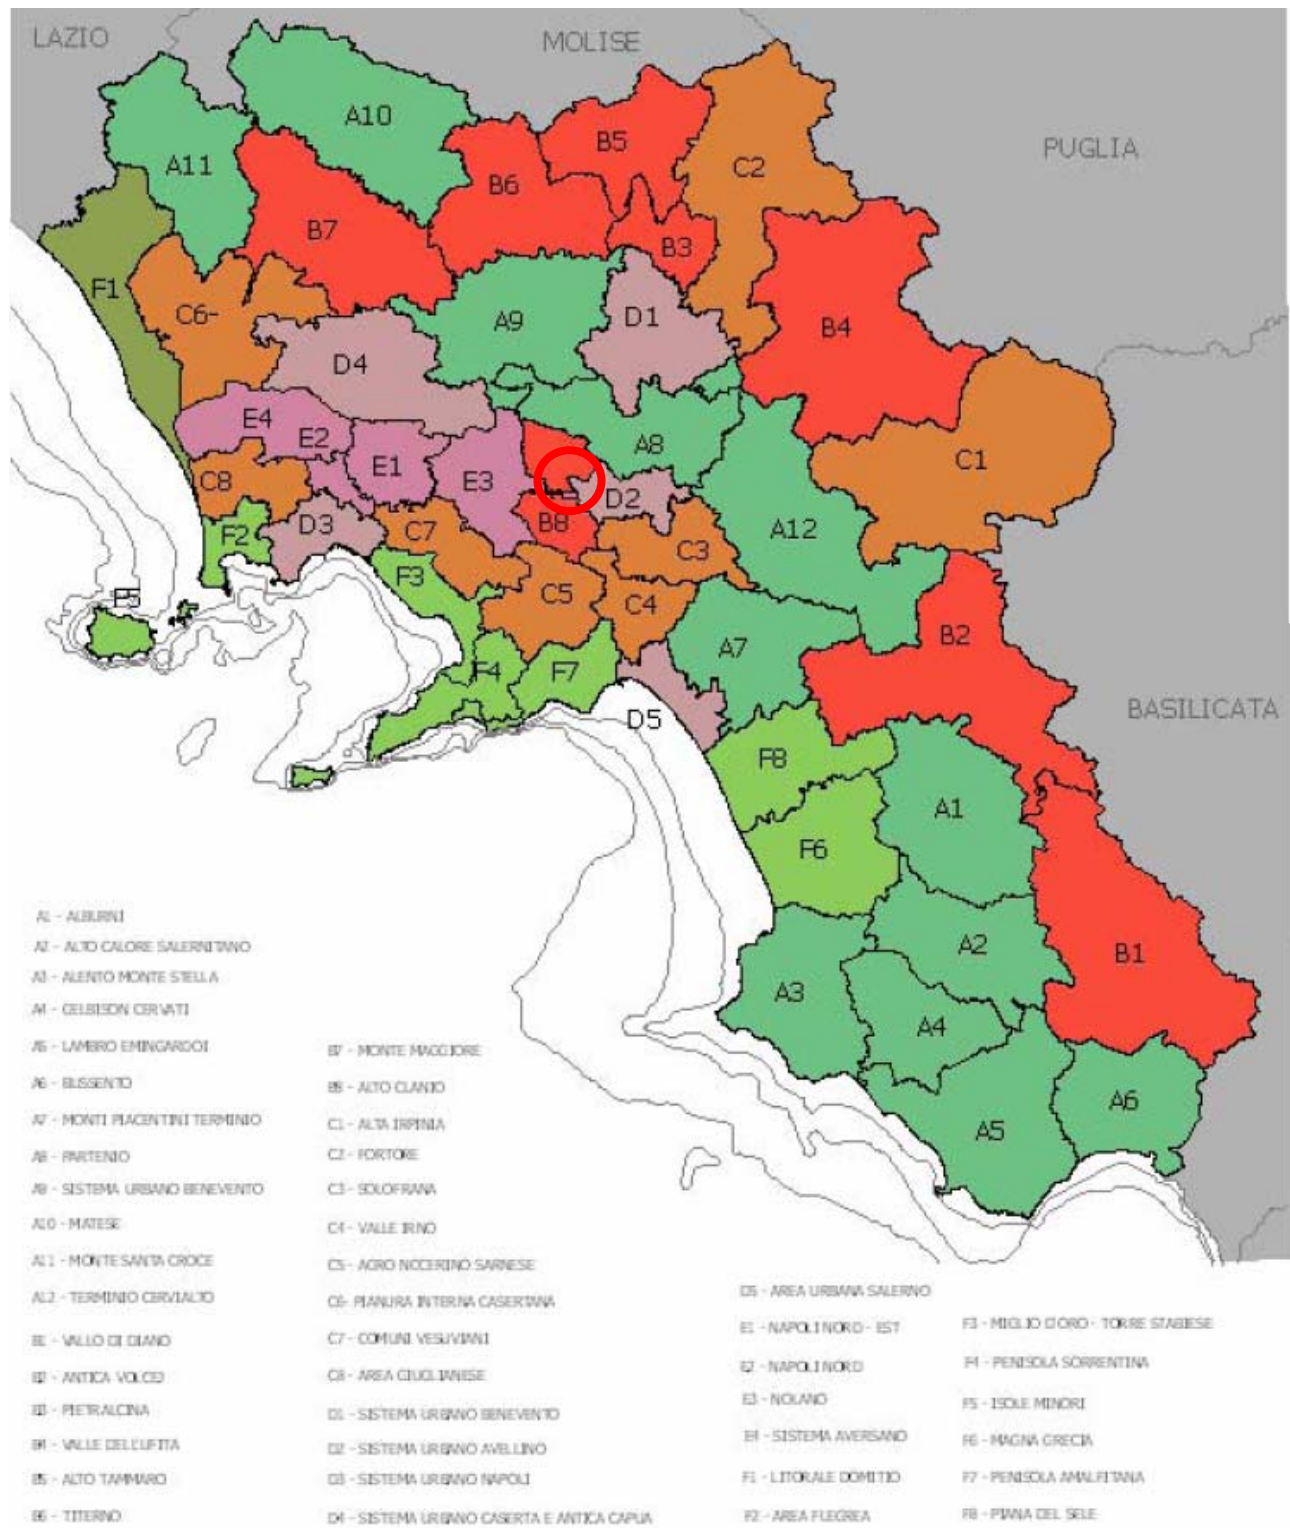 LAZIO
MOLISE
PUGLIA
BASILICATA
A10
B5
C2
A11
B6
B7
B3
F1
C6-
A9
D1
B4
D4
E4
E2
A8
C1
E1
C8
E3
D2
F2
D3
C7
B8
A12
C3
F3
F5
C5
C4
B2
A7
F4
F7
D5
F8
A1
F6
A2
B1
A3
A4
A6
A5
A1 - ALBURNI
A2 - ALTO CALORE SALERNITANO
A3 - ALENTO MONTE STELLA
A4 - GELBISON CERVATI
A5 - LAMBRO EMINGARDOI
A6 - BUSSENTO
A7 - MONTI PIACENTINI TERMINIO
A8 - PARTENIO
A9 - SISTEMA URBANO BENEVENTO
A10 - MATESE
A11 - MONTE SANTA CROCE
A12 - TERMINIO CERVIALTO
B1 - VALLO DI DIANO
B2 - ANTICA VOLCEI
B3 - PIETRALCINA
B4 - VALLE DELL'UFITA
B5 - ALTO TAMMARO
B6 - TITERNO
B7 - MONTE MAGGIORE
B8 - ALTO CLANIO
C1 - ALTA IRPINIA
C2 - FORTORE
C3 - SOLOFRANA
C4 - VALLE IRNO
C5 - AGRO NOCERINO SARNESE
C6- PIANURA INTERNA CASERTANA
C7 - COMUNI VESUVIANI
C8 - AREA GIUGLIANESE
D1 - SISTEMA URBANO BENEVENTO
D2 - SISTEMA URBANO AVELLINO
D3 - SISTEMA URBANO NAPOLI
D4 - SISTEMA URBANO CASERTA E ANTICA CAPUA
D5 - AREA URBANA SALERNO
E1 - NAPOLI NORD - EST
E2 - NAPOLI NORD
E3 - NOLANO
E4 - SISTEMA AVERSANO
F1 - LITORALE DOMITIO
F2 - AREA FLEGREA
F3 - MIGLIO D'ORO - TORRE STABIESE
F4 - PENISOLA SORRENTINA
F5 - ISOLE MINORI
F6 - MAGNA GRECIA
F7 - PENISOLA AMALFITANA
F8 - PIANA DEL SELE